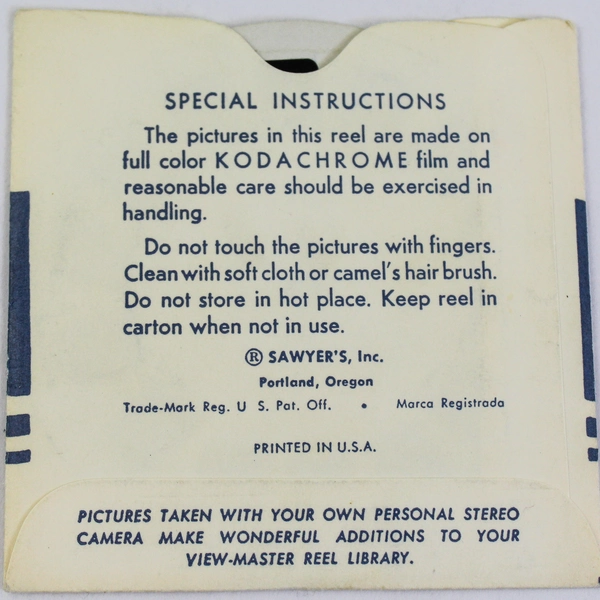 SPECIAL INSTRUCTIONS
The pictures in this reel are made on
full color KODACHROME film and
reasonable care should be exercised in
handling.
Do not touch the pictures with fingers.
Clean with soft cloth or camel's hair brush.
Do not store in hot place. Keep reel in
carton when not in use.
® SAWYER'S, Inc.
Portland, Oregon
Trade-Mark Reg. U S. Pat. Off. • Marca Registrada
PRINTED IN U.S.A.
PICTURES TAKEN WITH YOUR OWN PERSONAL STEREO
CAMERA MAKE WONDERFUL ADDITIONS TO YOUR
VIEW-MASTER REEL LIBRARY.